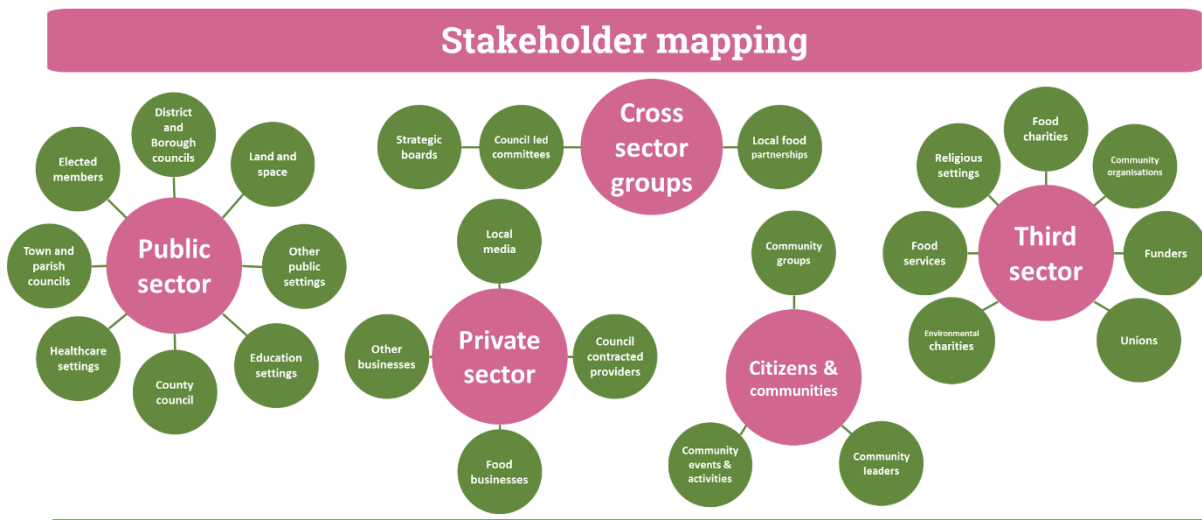 Stakeholder mapping
District
and
Borough
councils
Elected
members
Land and
space
Town and
parish
councils
Public
sector
Other
public
settings
Healthcare
settings
County
council
Education
settings
Strategic
boards
Council led
committees
Cross
sector
groups
Local food
partnerships
Local
media
Other
businesses
Private
sector
Council
contracted
providers
Food
businesses
Community
groups
Citizens &
communities
Community
events &
activities
Community
leaders
Food
charities
Religious
settings
Community
organisations
Food
services
Third
sector
Funders
Environmental
charities
Unions